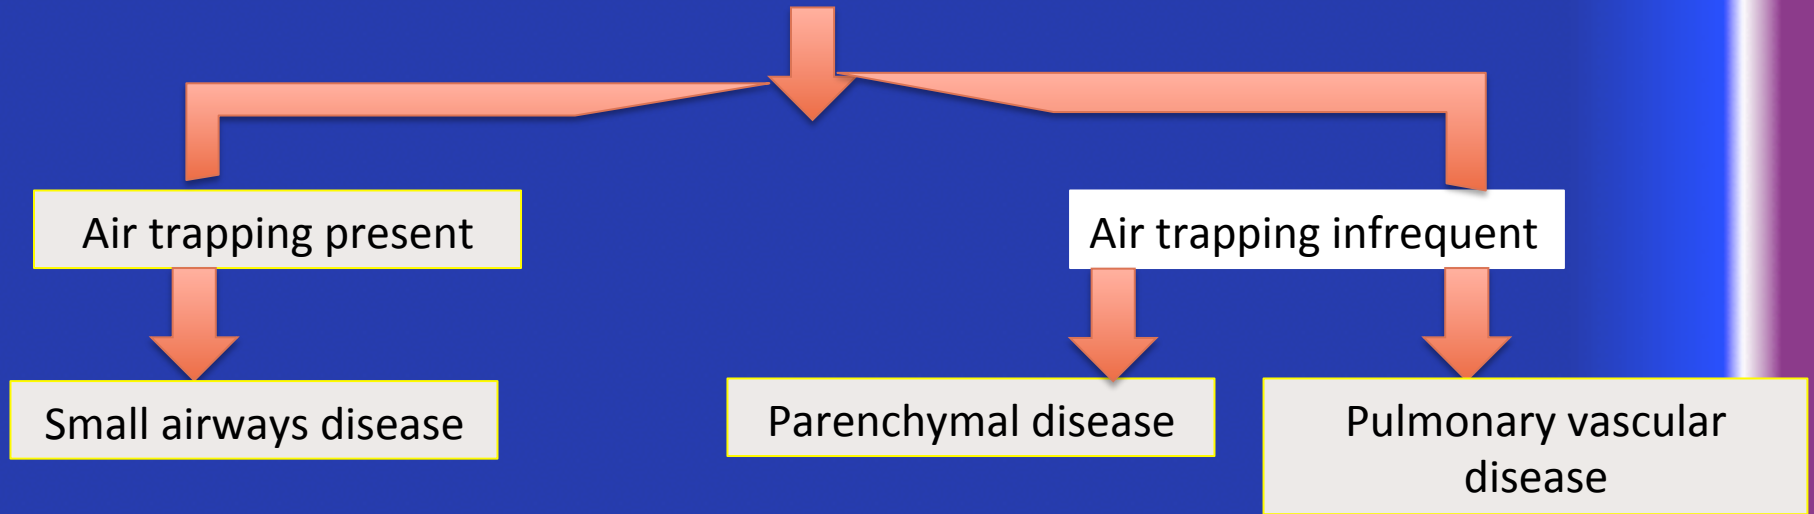 Air trapping present
Air trapping infrequent
Small airways disease
Parenchymal disease
Pulmonary vascular
disease